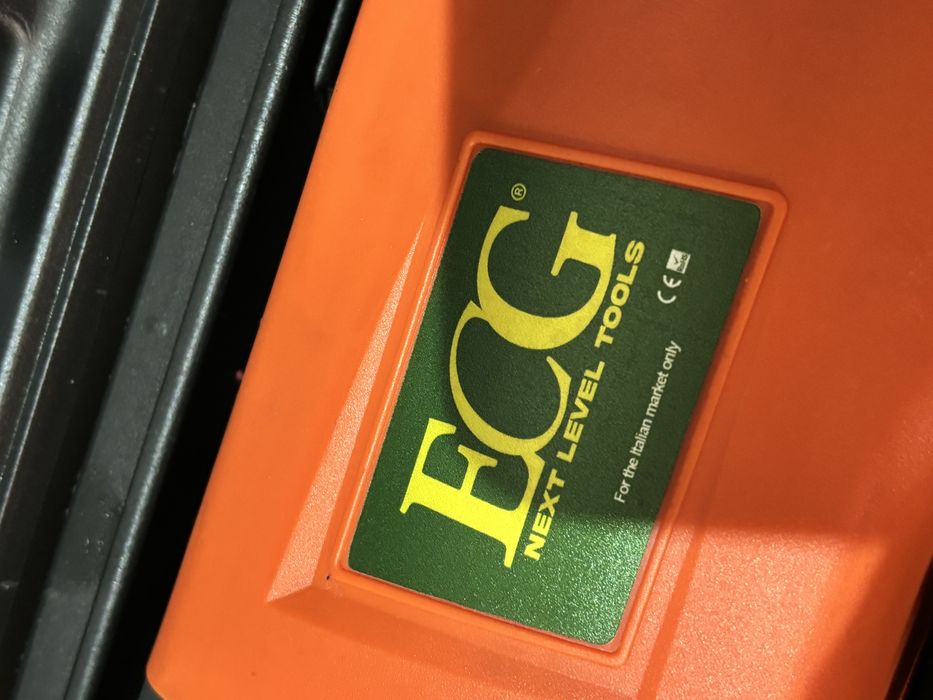 ECG®
NEXT LEVEL TOOLS
For the Italian market only
CE